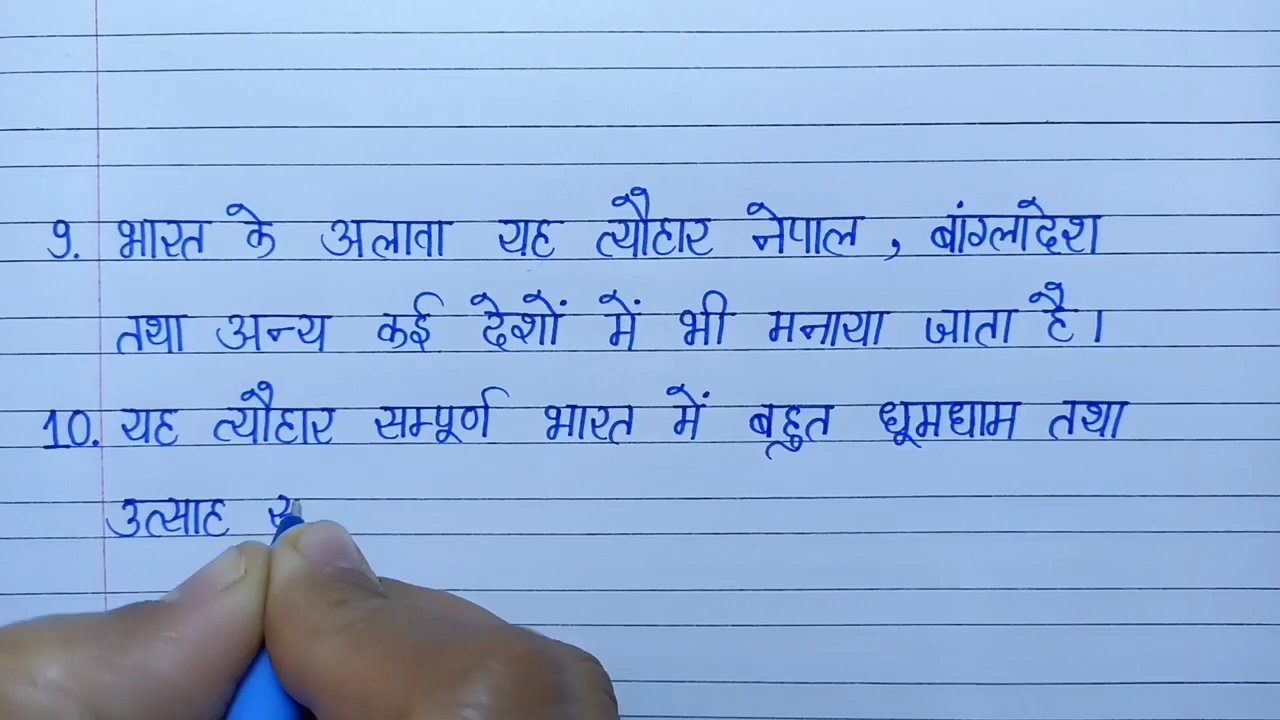 9. भारत के अलावा यह त्यौहार नेपाल, बांग्लादेश
तथा अन्य कई देशों में भी मनाया जाता है।
10. यह त्यौहार सम्पूर्ण भारत में बहुत धूमधाम तथा
उत्साह